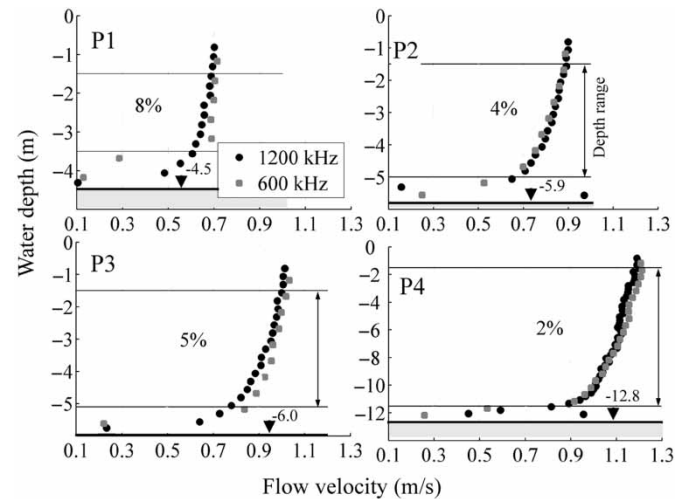 P1
0
−1
−2
−3
−4
8%
-4.5
0.1 0.3 0.5 0.7 0.9 1.1
1200 kHz
600 kHz
P2
0
−1
−2
−3
−4
−5
4%
Depth range
-5.9
0.1 0.3 0.5 0.7 0.9 1.1 1.3
P3
0
−1
−2
−3
−4
−5
5%
-6.0
0.1 0.3 0.5 0.7 0.9 1.1 1.3
P4
0
−2
−4
−6
−8
−10
−12
2%
-12.8
0.1 0.3 0.5 0.7 0.9 1.1 1.3
Water depth (m)
Flow velocity (m/s)